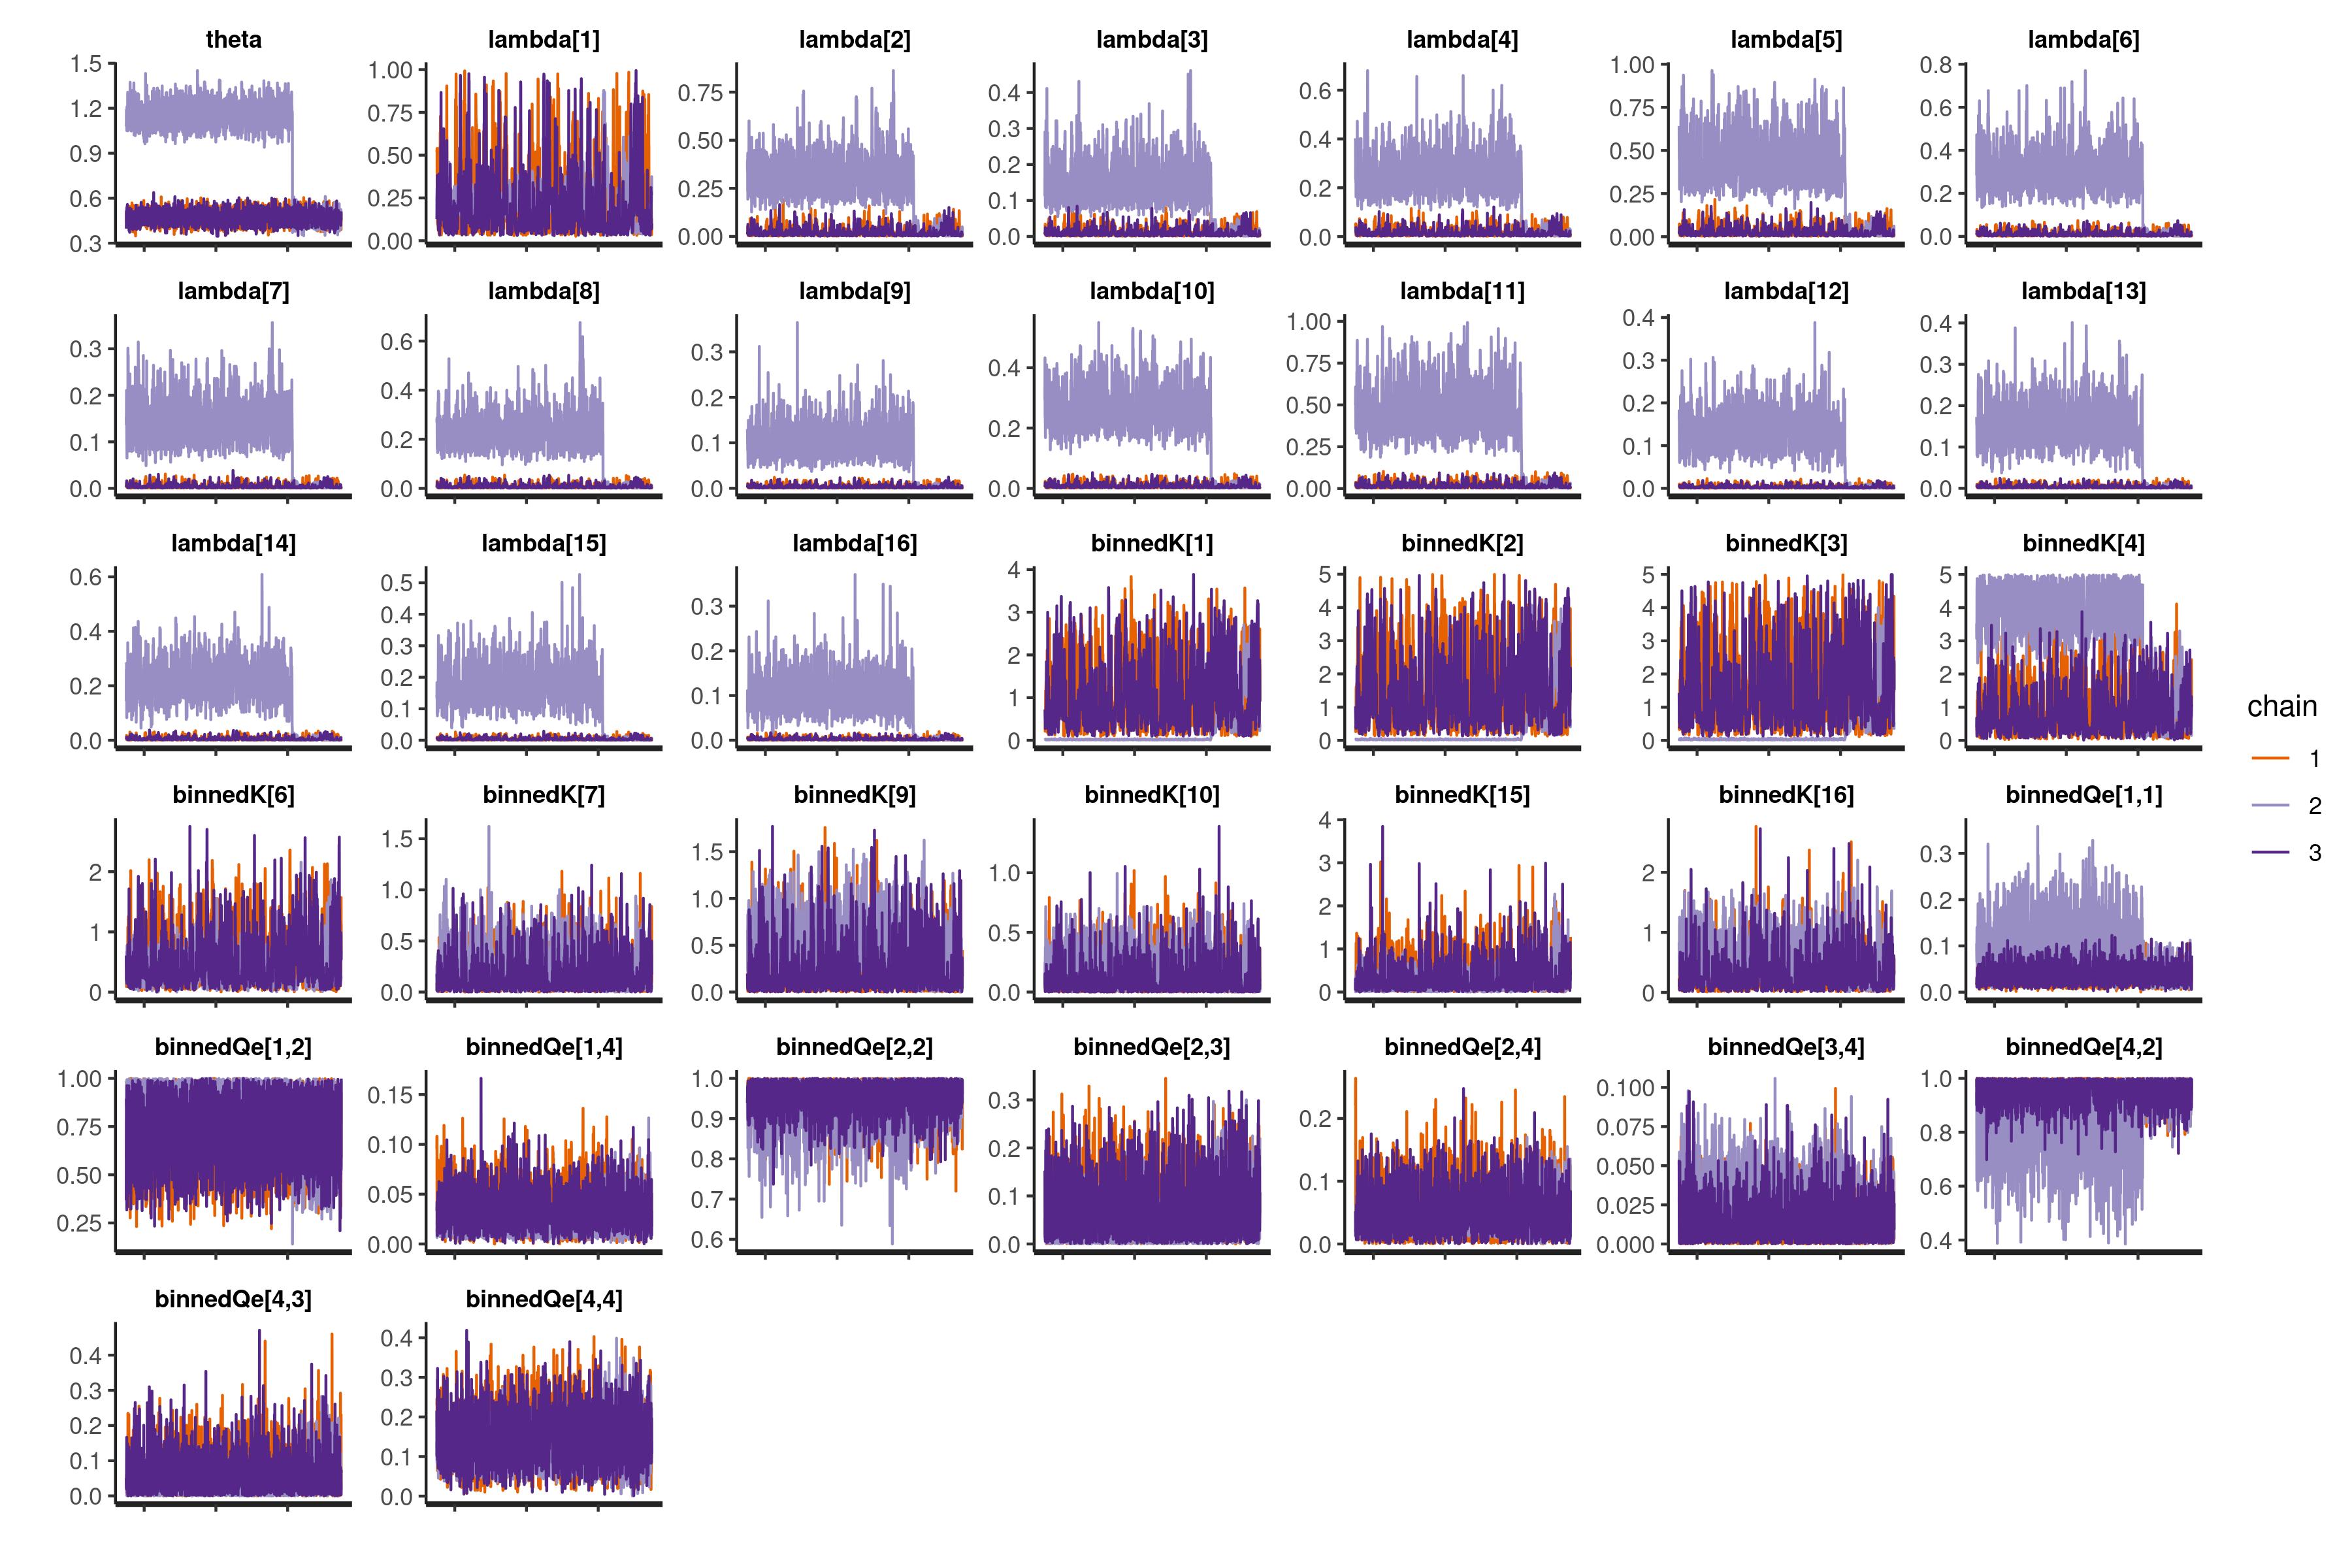 theta lambda[1] lambda[2] lambda[3] lambda[4] lambda[5] lambda[6]
1.5 1.2 0.9 0.6 0.3
1.00 0.75 0.50 0.25 0.00
0.75 0.50 0.25 0.00
0.4 0.3 0.2 0.1 0.0
0.6 0.4 0.2 0.0
1.00 0.75 0.50 0.25 0.00
0.8 0.6 0.4 0.2 0.0
lambda[7] lambda[8] lambda[9] lambda[10] lambda[11] lambda[12] lambda[13]
0.3 0.2 0.1 0.0
0.6 0.4 0.2 0.0
0.3 0.2 0.1 0.0
0.4 0.2 0.0
1.00 0.75 0.50 0.25 0.00
0.4 0.3 0.2 0.1 0.0
0.4 0.3 0.2 0.1 0.0
lambda[14] lambda[15] lambda[16] binnedK[1] binnedK[2] binnedK[3] binnedK[4]
0.6 0.4 0.2 0.0
0.5 0.4 0.3 0.2 0.1 0.0
0.3 0.2 0.1 0.0
4 3 2 1 0
5 4 3 2 1 0
5 4 3 2 1 0
5 4 3 2 1 0
chain
1
2
3
binnedK[6] binnedK[7] binnedK[9] binnedK[10] binnedK[15] binnedK[16] binnedQe[1,1]
2 1 0
1.5 1.0 0.5 0.0
1.5 1.0 0.5 0.0
1.0 0.5 0.0
4 3 2 1 0
2 1 0
0.3 0.2 0.1 0.0
binnedQe[1,2] binnedQe[1,4] binnedQe[2,2] binnedQe[2,3] binnedQe[2,4] binnedQe[3,4] binnedQe[4,2]
1.00 0.75 0.50 0.25
0.15 0.10 0.05 0.00
1.0 0.9 0.8 0.7 0.6
0.3 0.2 0.1 0.0
0.2 0.1 0.0
0.100 0.075 0.050 0.025 0.000
1.0 0.8 0.6 0.4
binnedQe[4,3] binnedQe[4,4]
0.4 0.3 0.2 0.1 0.0
0.4 0.3 0.2 0.1 0.0